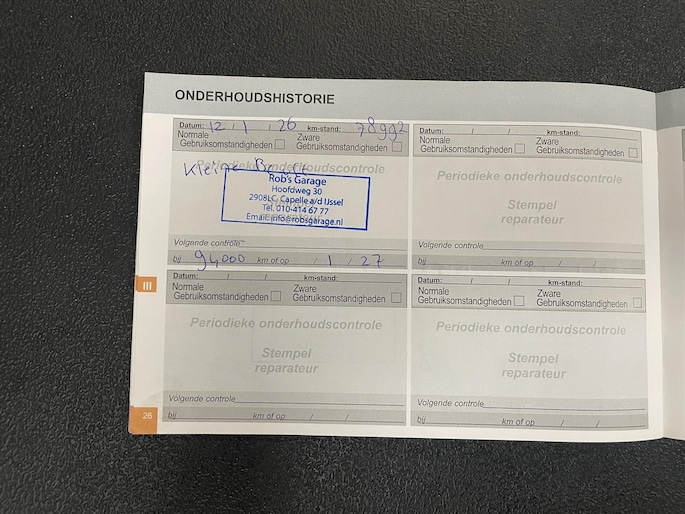 ONDERHOUDSHISTORIE
Datum: 12 / 1 / 26 km-stand: 78992
Normale Gebruiksomstandigheden
Zware Gebruiksomstandigheden
Kleine Beurt
Periodieke onderhoudscontrole
Rob's Garage
Hoofdweg 30
2908LC Capelle a/d IJssel
Tel. 010-414 67 77
Email: info@robsgarage.nl
Volgende controle
bij 94000 km of op / 1 / 27
Datum: / / km-stand:
Normale Gebruiksomstandigheden
Zware Gebruiksomstandigheden
Periodieke onderhoudscontrole
Stempel
reparateur
Volgende controle
bij km of op / /
III
Datum: / / km-stand:
Normale Gebruiksomstandigheden
Zware Gebruiksomstandigheden
Periodieke onderhoudscontrole
Stempel
reparateur
Volgende controle
bij km of op / /
Datum: / / km-stand:
Normale Gebruiksomstandigheden
Zware Gebruiksomstandigheden
Periodieke onderhoudscontrole
Stempel
reparateur
Volgende controle
bij km of op / /
26